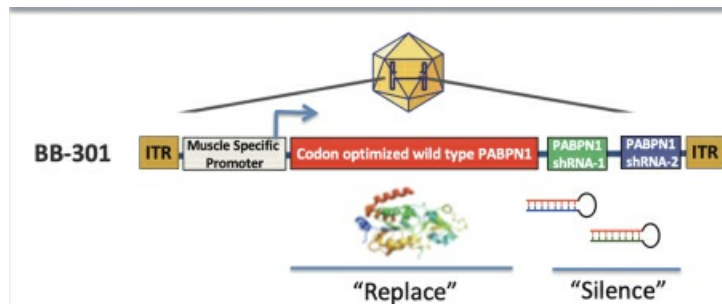 BB-301
ITR
Muscle Specific
Promoter
Codon optimized wild type PABPN1
PABPN1
shRNA-1
PABPN1
shRNA-2
ITR
“Replace”
“Silence”